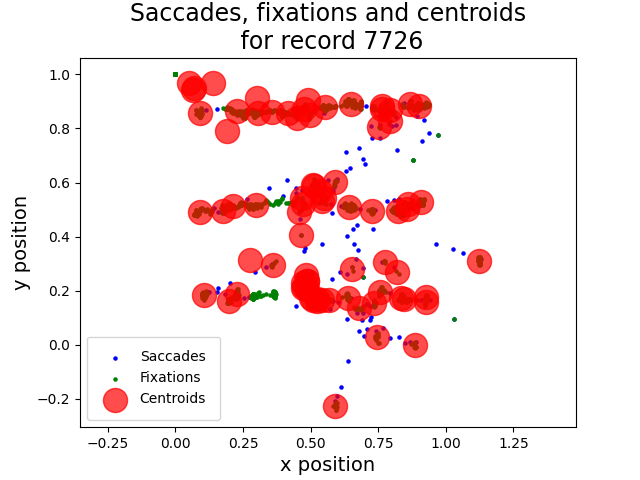 Saccades, fixations and centroids
for record 7726
1.0
0.8
0.6
0.4
0.2
0.0
−0.2
y position
Saccades
Fixations
Centroids
−0.25
0.00
0.25
0.50
0.75
1.00
1.25
x position